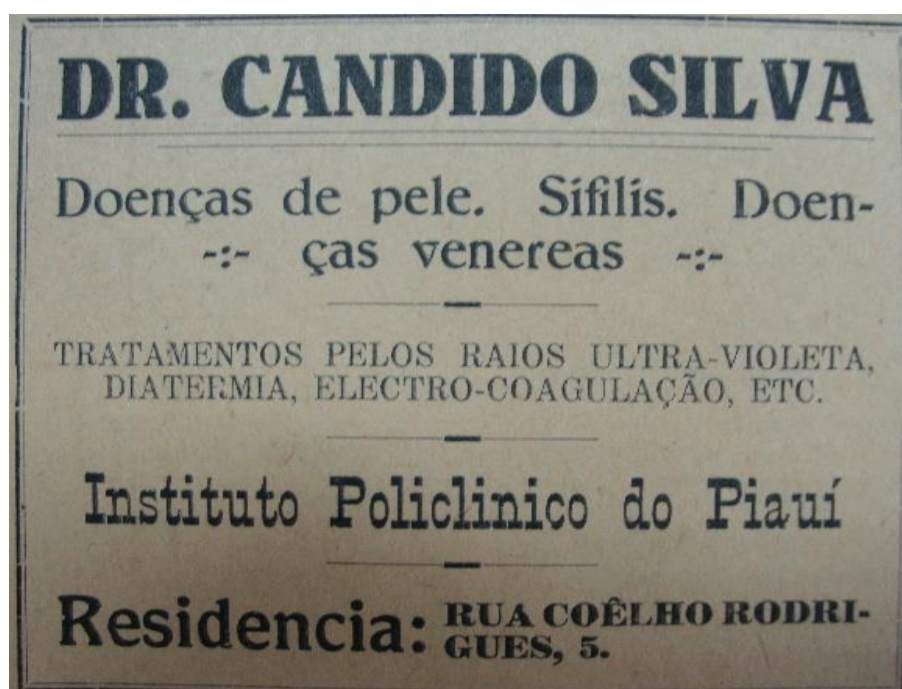 DR. CANDIDO SILVA
Doenças de pele. Sifilis. Doen-
-:- ças venereas -:-
TRATAMENTOS PELOS RAIOS ULTRA-VIOLETA,
DIATERMIA, ELECTRO-COAGULAÇÃO, ETC.
Instituto Policlinico do Piauí
Residencia: RUA COÊLHO RODRI-
GUES, 5.